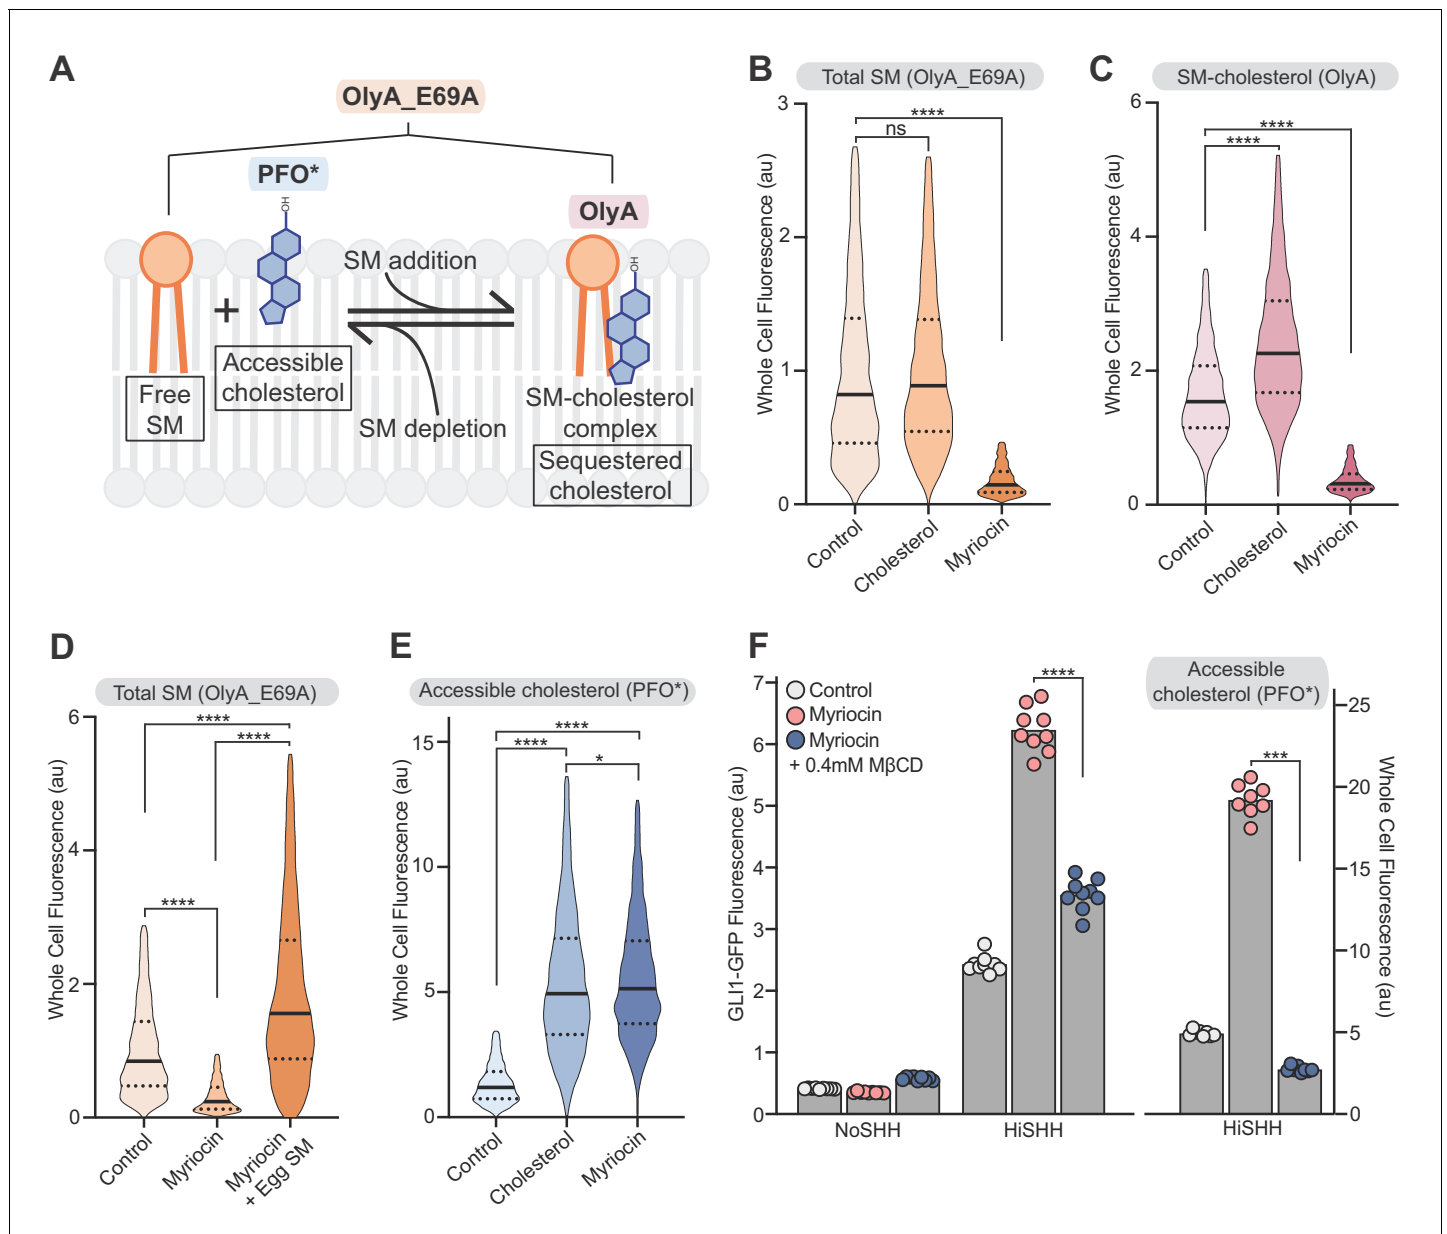 A
OlyA_E69A
PFO*
HO
OlyA
HO
SM addition
+
Free
SM
Accessible
cholesterol
SM depletion
SM-cholesterol
complex
Sequestered
cholesterol
B
Total SM (OlyA_E69A)
Whole Cell Fluorescence (au)
3
2
1
0
****
ns
Control
Cholesterol
Myriocin
C
SM-cholesterol (OlyA)
Whole Cell Fluorescence (au)
6
4
2
0
****
****
Control
Cholesterol
Myriocin
D
Total SM (OlyA_E69A)
Whole Cell Fluorescence (au)
6
4
2
0
****
****
****
Control
Myriocin
Myriocin
+ Egg SM
E
Accessible cholesterol (PFO*)
Whole Cell Fluorescence (au)
15
10
5
0
****
****
*
Control
Cholesterol
Myriocin
F
GLI1-GFP Fluorescence (au)
7
6
5
4
3
2
1
0
Control
Myriocin
Myriocin
+ 0.4mM MβCD
****
NoSHH
HiSHH
Accessible
cholesterol (PFO*)
***
25
20
15
10
5
0
Whole Cell Fluorescence (au)
HiSHH